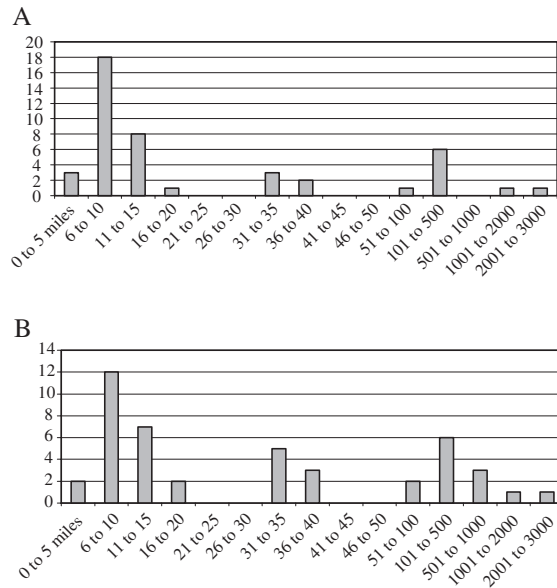 A
20
18
16
14
12
10
8
6
4
2
0
0 to 5 miles
6 to 10
11 to 15
16 to 20
21 to 25
26 to 30
31 to 35
36 to 40
41 to 45
46 to 50
51 to 100
101 to 500
501 to 1000
1001 to 2000
2001 to 3000
B
14
12
10
8
6
4
2
0
0 to 5 miles
6 to 10
11 to 15
16 to 20
21 to 25
26 to 30
31 to 35
36 to 40
41 to 45
46 to 50
51 to 100
101 to 500
501 to 1000
1001 to 2000
2001 to 3000